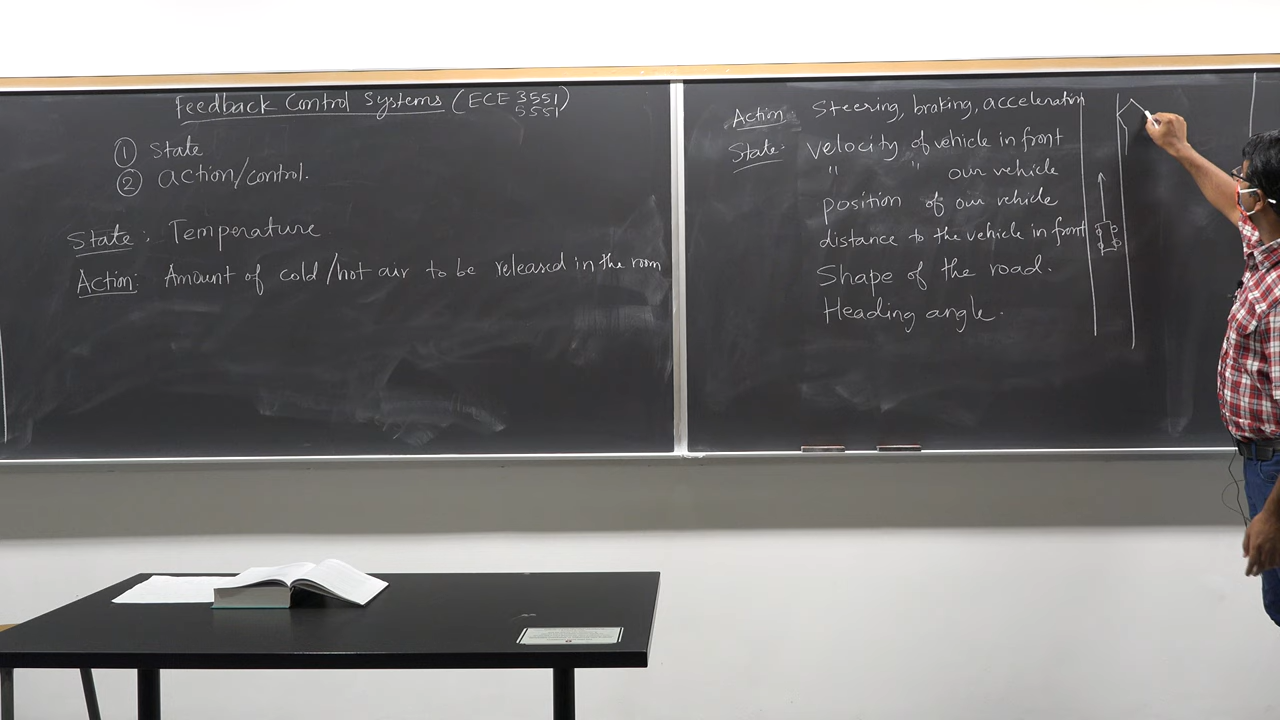 Feedback Control Systems (ECE 3551)
5551
① State
② action/control.
State: Temperature
Action: Amount of cold/hot air to be released in the room
Action: Steering, braking, acceleration
State: Velocity of vehicle in front
" " our vehicle
position of our vehicle
distance to the vehicle in front
Shape of the road.
Heading angle.